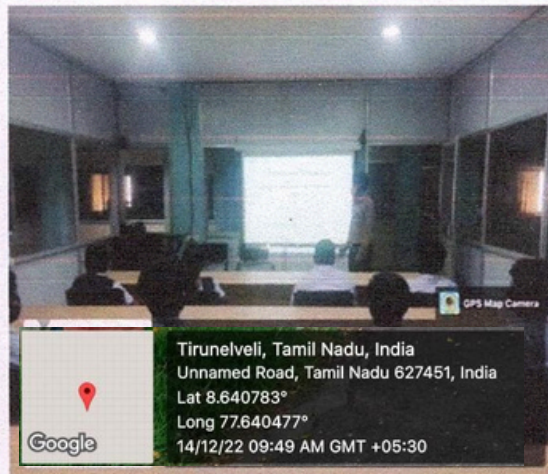 GPS Map Camera
Tirunelveli, Tamil Nadu, India
Unnamed Road, Tamil Nadu 627451, India
Lat 8.640783°
Long 77.640477°
14/12/22 09:49 AM GMT +05:30
Google